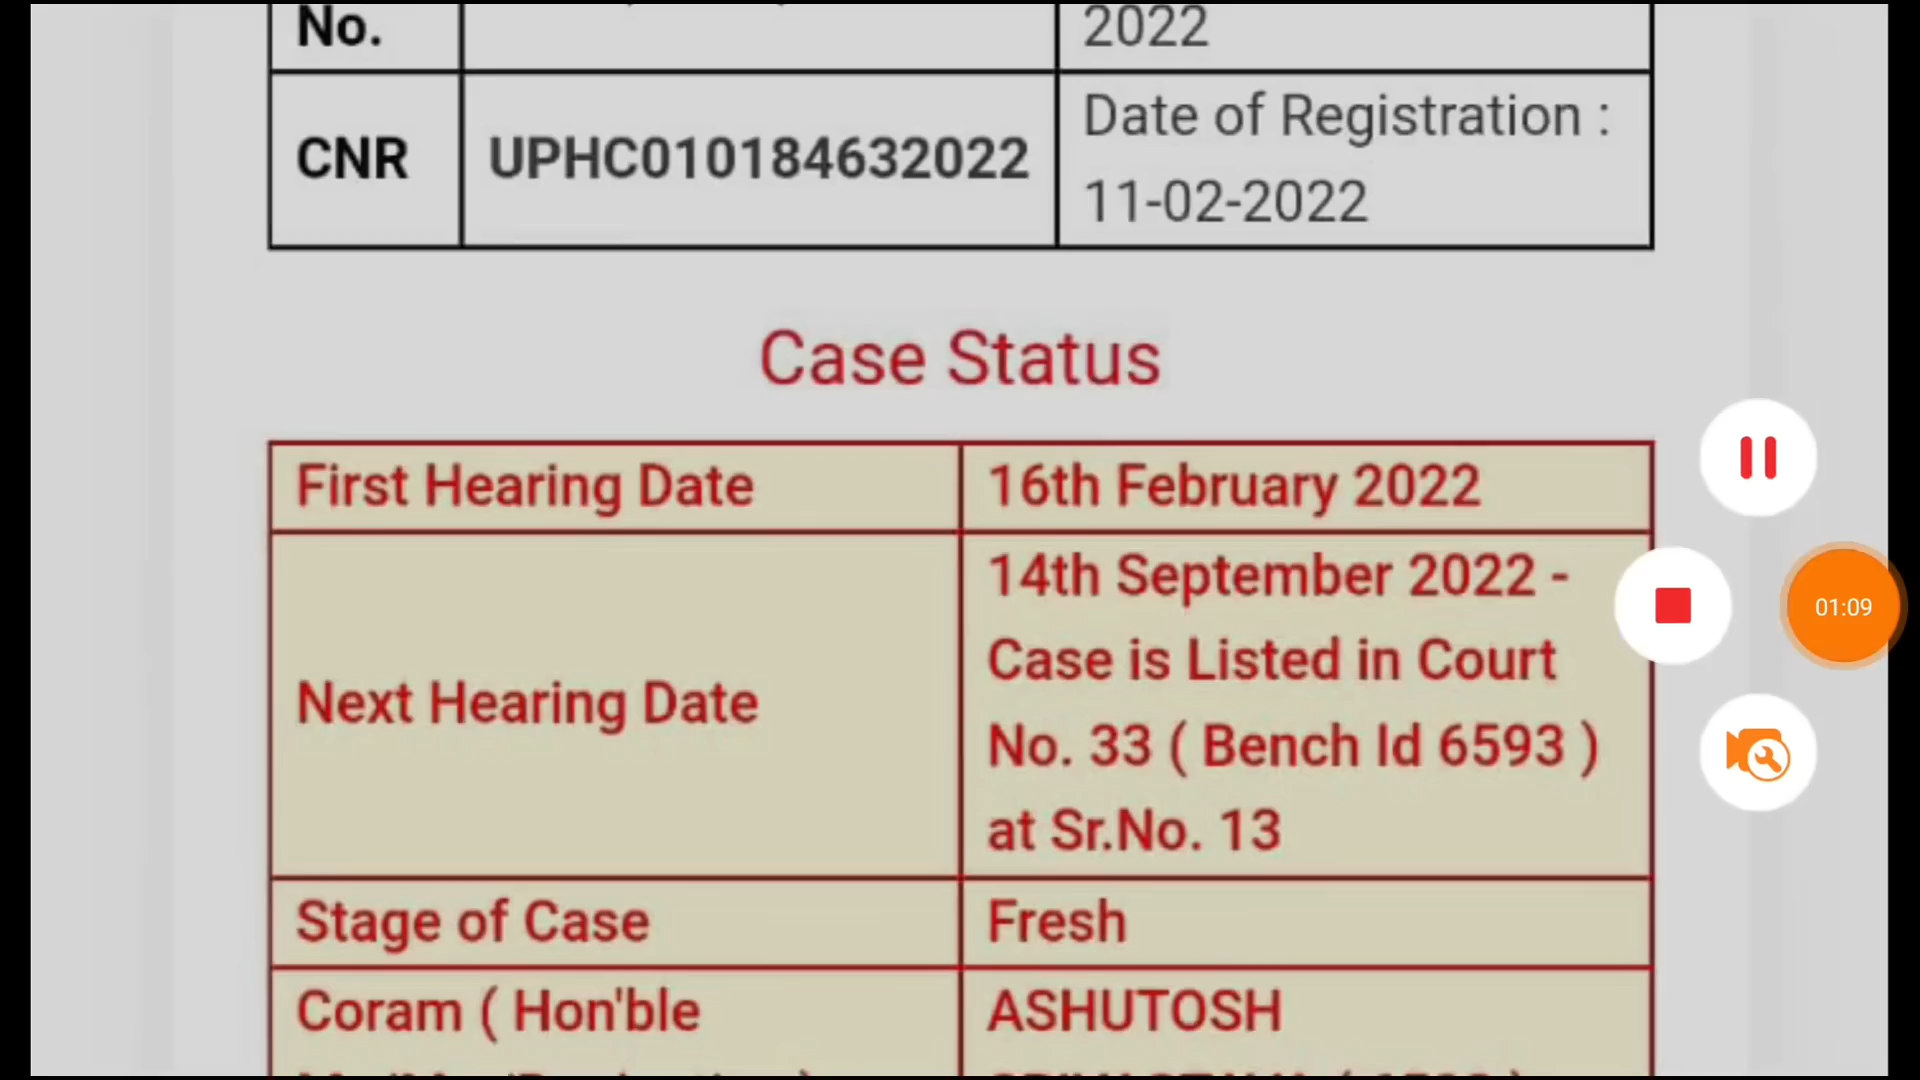 No.
2022
CNR
UPHC010184632022
Date of Registration :
11-02-2022
Case Status
First Hearing Date
16th February 2022
Next Hearing Date
14th September 2022 -
Case is Listed in Court
No. 33 ( Bench Id 6593 )
at Sr.No. 13
Stage of Case
Fresh
Coram ( Hon'ble
ASHUTOSH
01:09